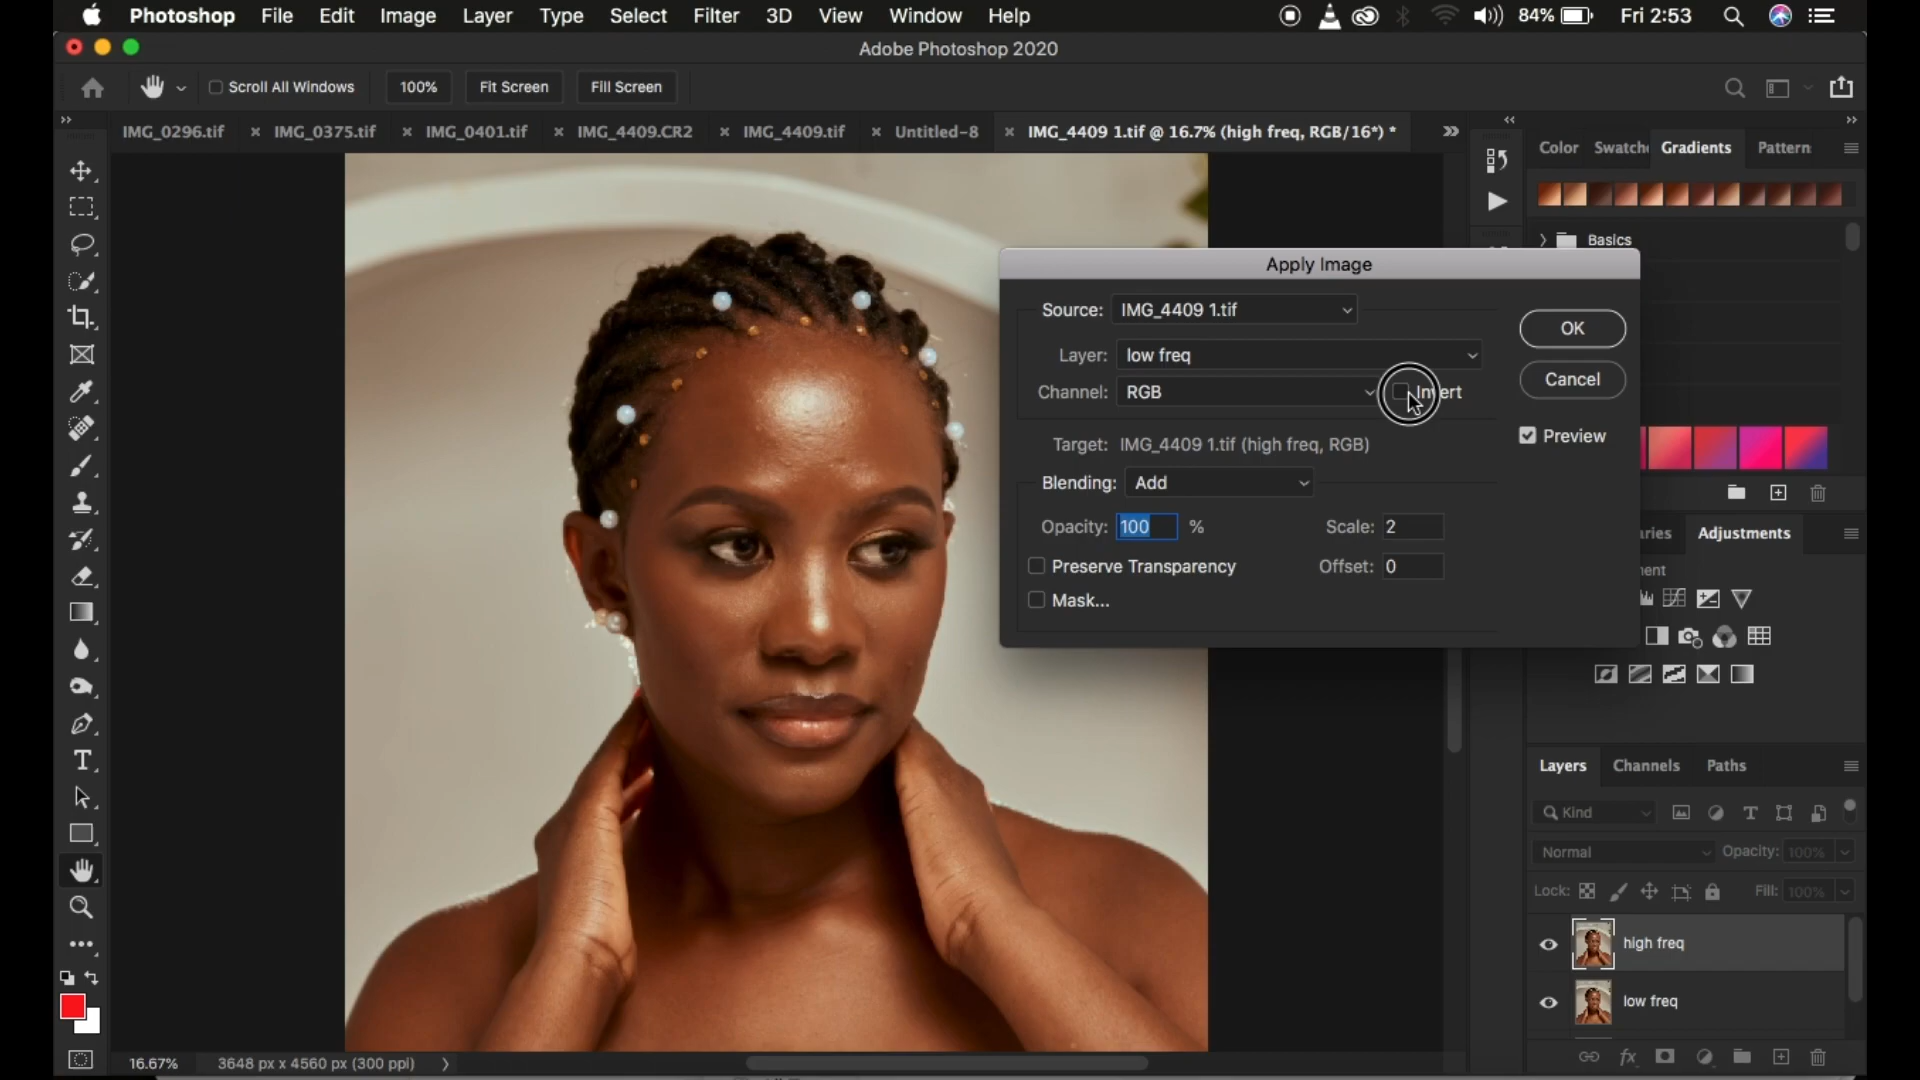 Photoshop File Edit Image Layer Type Select Filter 3D View Window Help 84% Fri 2:53
Adobe Photoshop 2020
Scroll All Windows 100% Fit Screen Fill Screen
IMG_0296.tif × IMG_0375.tif × IMG_0401.tif × IMG_4409.CR2 × IMG_4409.tif × Untitled-8 × IMG_4409 1.tif @ 16.7% (high freq, RGB/16*) *
Color Swatche Gradients Pattern
Basics
Apply Image
Source: IMG_4409 1.tif
OK
Layer: low freq
Cancel
Channel: RGB Invert
Preview
Target: IMG_4409 1.tif (high freq, RGB)
Blending: Add
Opacity: 100 % Scale: 2
Preserve Transparency Offset: 0
Mask...
aries Adjustments
ment
Layers Channels Paths
Kind
Normal Opacity: 100%
Lock: Fill: 100%
high freq
low freq
16.67% 3648 px x 4560 px (300 ppi)